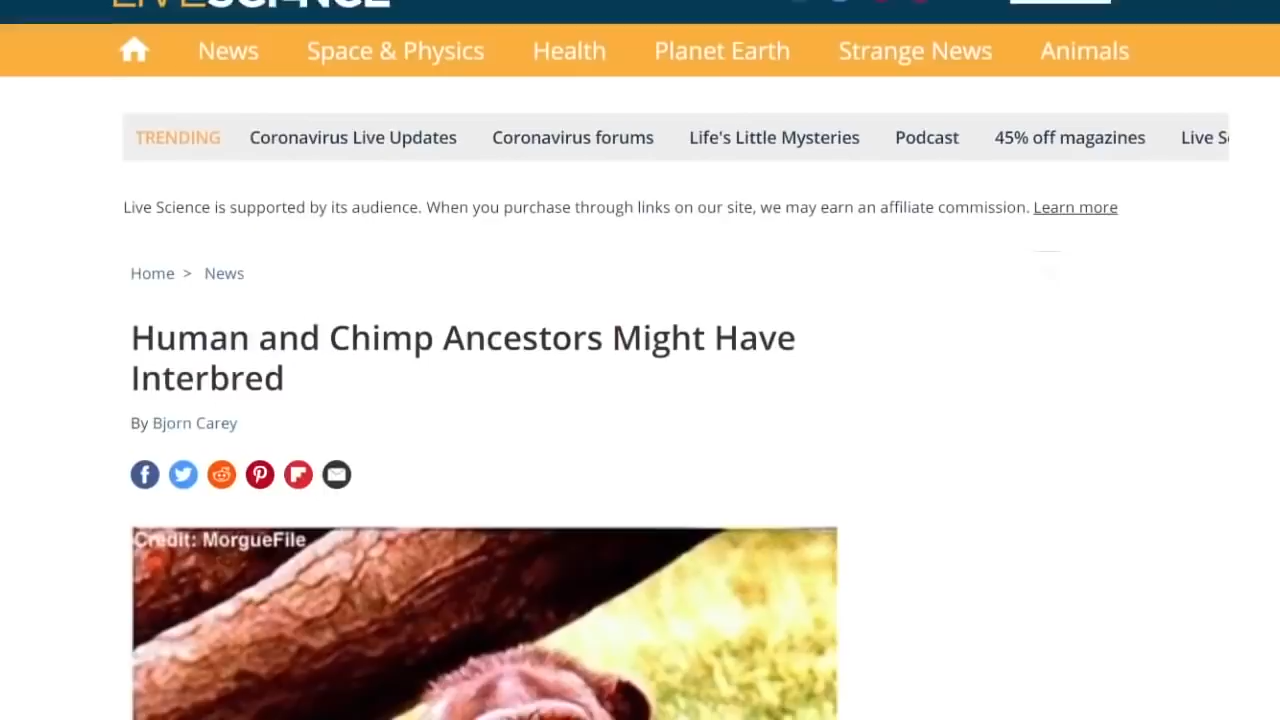 LIVESCIENCE
News Space & Physics Health Planet Earth Strange News Animals
TRENDING Coronavirus Live Updates Coronavirus forums Life's Little Mysteries Podcast 45% off magazines Live
Live Science is supported by its audience. When you purchase through links on our site, we may earn an affiliate commission. Learn more
Home > News
Human and Chimp Ancestors Might Have
Interbred
By Bjorn Carey
Credit: MorgueFile